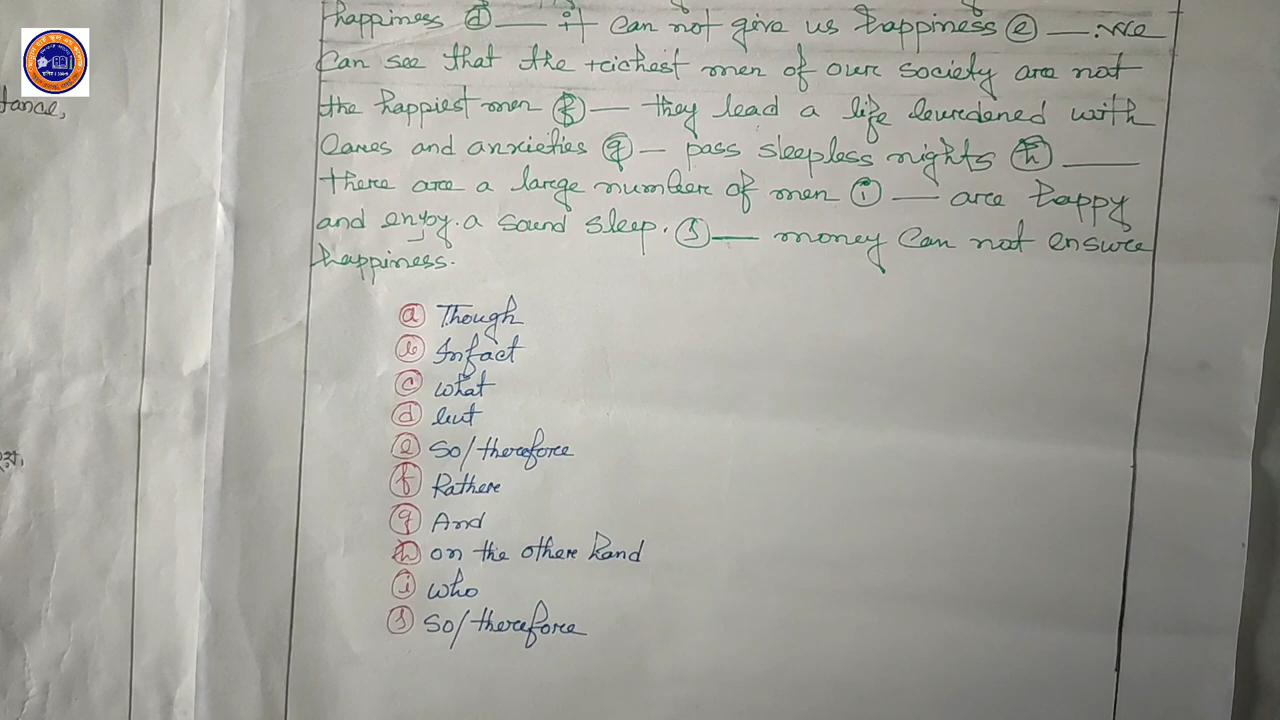 happiness ⓓ — it can not give us happiness ⓔ —. We
Can see that the richest men of our society are not
the happiest men ⓕ — they lead a life burdened with
Cares and anxieties ⓖ — pass sleepless nights ⓗ —
there are a large number of men ⓘ — are happy
and enjoy a sound sleep. ⓙ — money Can not ensure
happiness.
tance,
ⓐ Though
ⓑ Infact
ⓒ what
ⓓ but
ⓔ So/therefore
ⓕ Rather
ⓖ And
ⓗ on the other hand
ⓘ who
ⓙ So/therefore